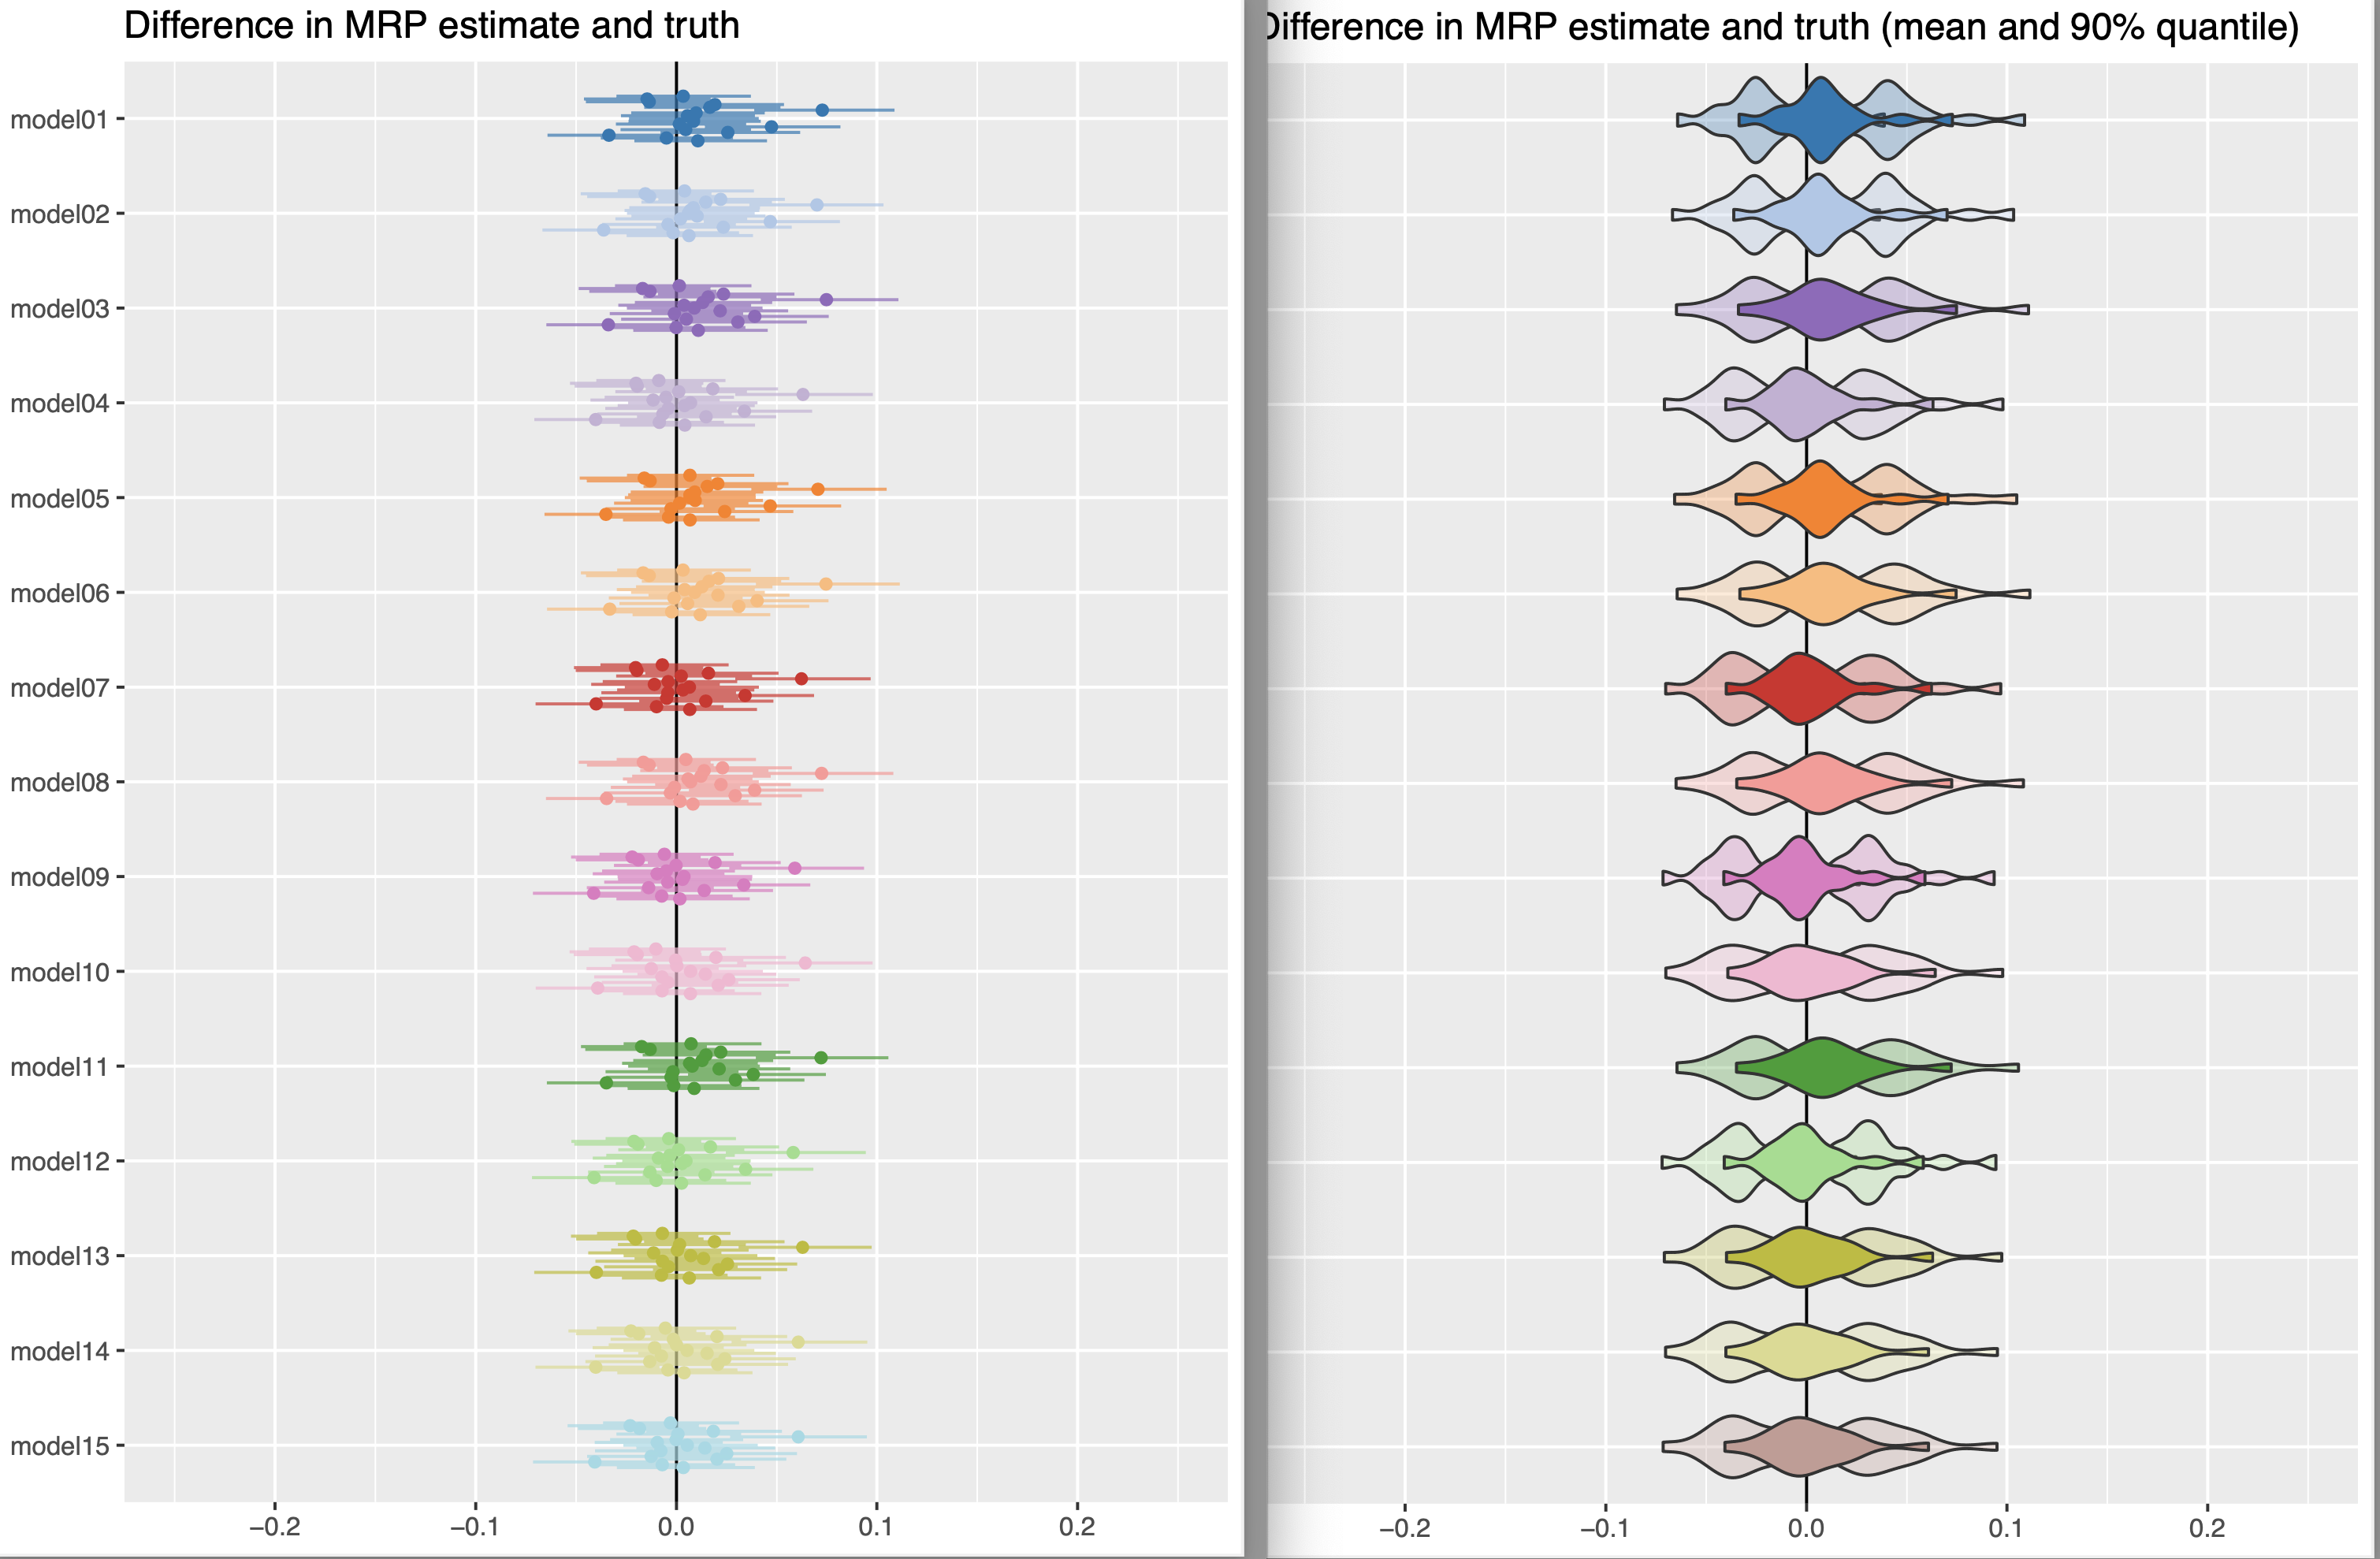 Difference in MRP estimate and truth
model01
model02
model03
model04
model05
model06
model07
model08
model09
model10
model11
model12
model13
model14
model15
−0.2 −0.1 0.0 0.1 0.2
Difference in MRP estimate and truth (mean and 90% quantile)
−0.2 −0.1 0.0 0.1 0.2